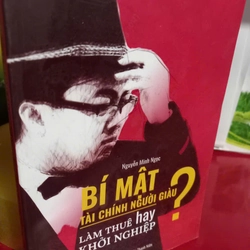 Nguyễn Minh Ngọc
BÍ MẬT
TÀI CHÍNH NGƯỜI GIÀU
?
LÀM THUÊ hay
KHỞI NGHIỆP